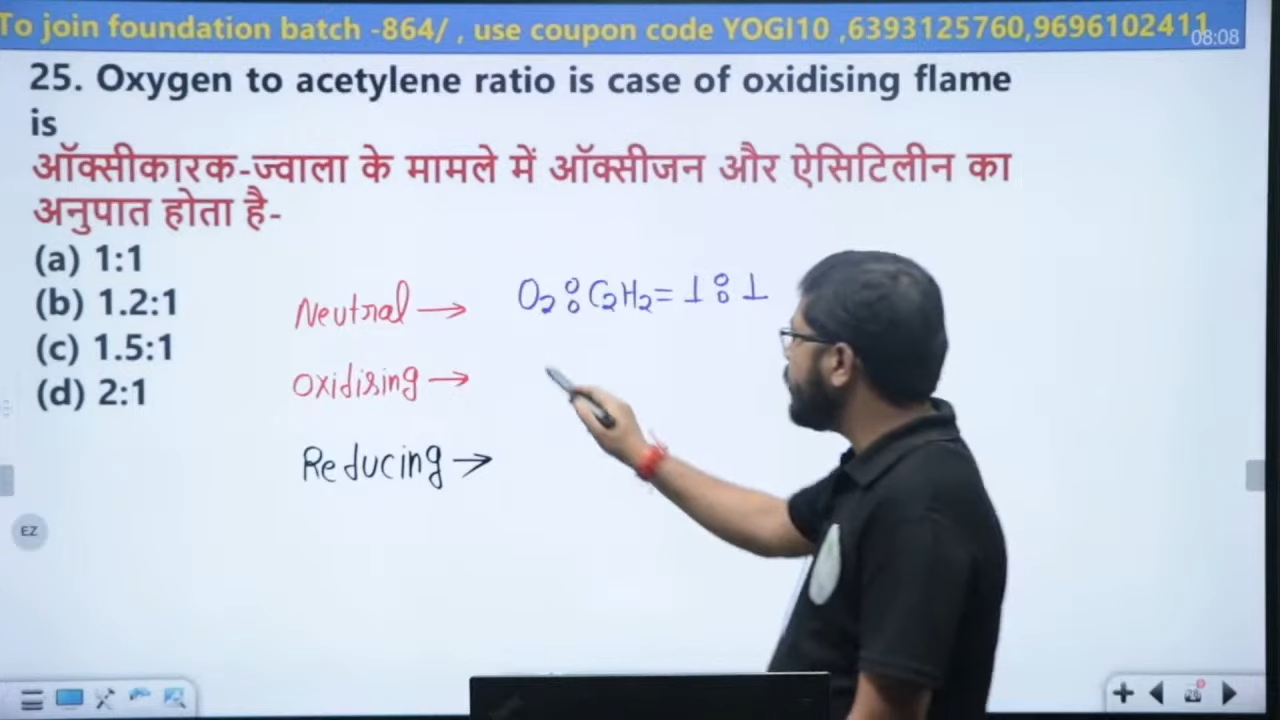 To join foundation batch -864/ , use coupon code YOGI10 ,6393125760,9696102411
08:08
25. Oxygen to acetylene ratio is case of oxidising flame
is
ऑक्सीकारक-ज्वाला के मामले में ऑक्सीजन और ऐसिटिलीन का
अनुपात होता है-
(a) 1:1
(b) 1.2:1
(c) 1.5:1
(d) 2:1
Neutral → O₂ : C₂H₂ = 1 : 1
Oxidising →
Reducing →
EZ